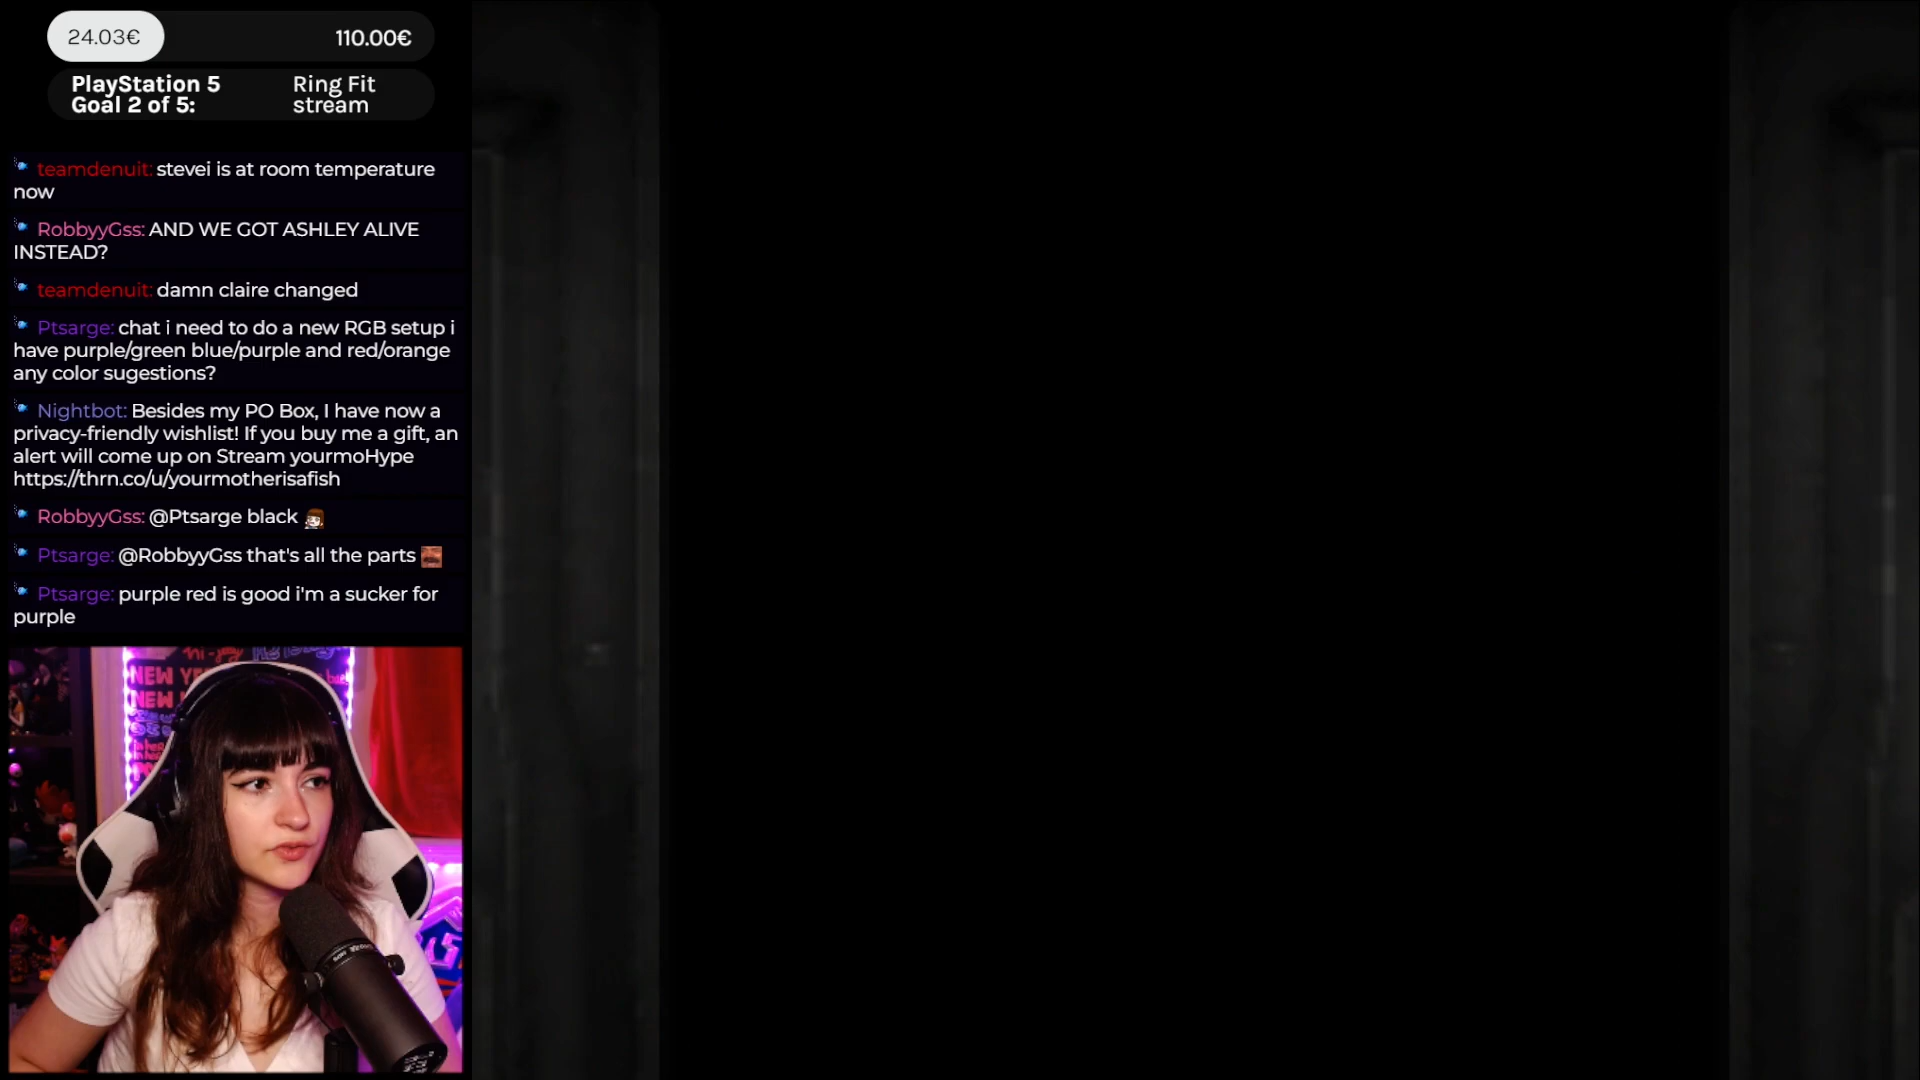 24.03€ 110.00€
PlayStation 5 Ring Fit
Goal 2 of 5: stream
teamdenuit: stevei is at room temperature
now
RobbyyGss: AND WE GOT ASHLEY ALIVE
INSTEAD?
teamdenuit: damn claire changed
Ptsarge: chat i need to do a new RGB setup i
have purple/green blue/purple and red/orange
any color sugestions?
Nightbot: Besides my PO Box, I have now a
privacy-friendly wishlist! If you buy me a gift, an
alert will come up on Stream yourmoHype
https://thrn.co/u/yourmotherisafish
RobbyyGss: @Ptsarge black
Ptsarge: @RobbyyGss that's all the parts
Ptsarge: purple red is good i'm a sucker for
purple
hi-
NEW
NEW